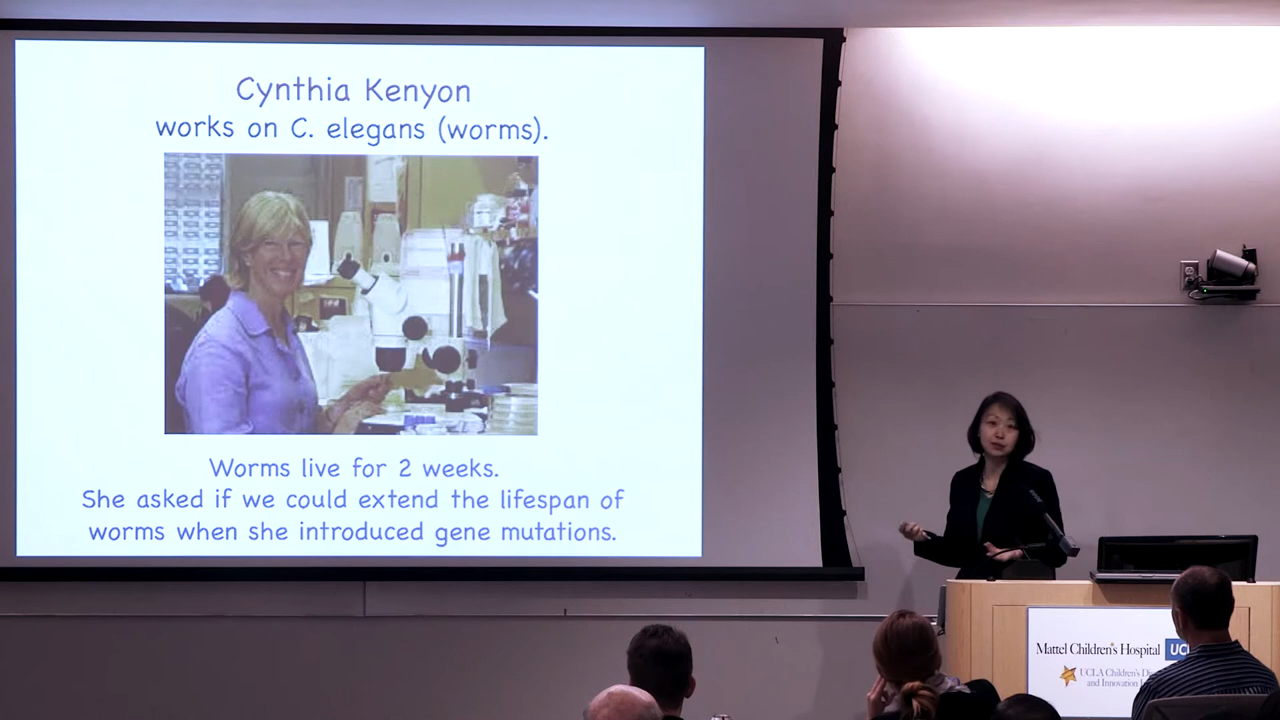 Cynthia Kenyon
works on C. elegans (worms).
Worms live for 2 weeks.
She asked if we could extend the lifespan of
worms when she introduced gene mutations.
Mattel Children's Hospital UC
UCLA Children's
and Innovation